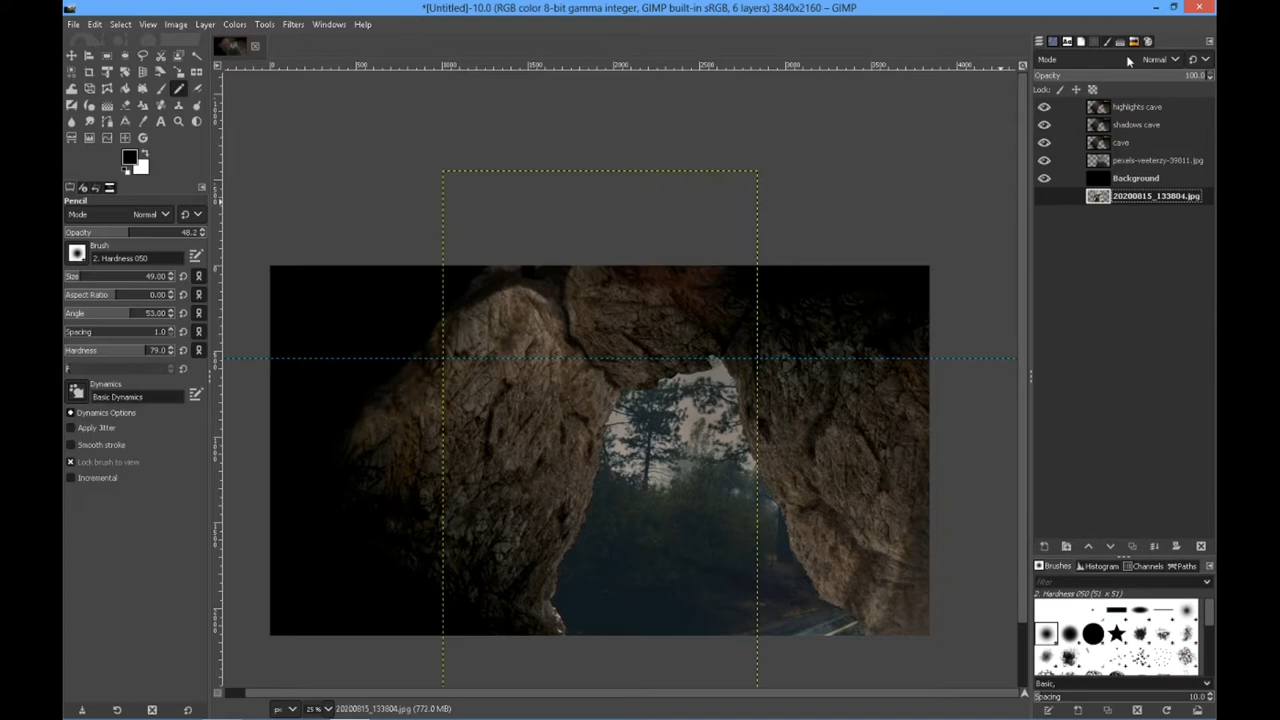 *[Untitled]-10.0 (RGB color 8-bit gamma integer, GIMP built-in sRGB, 6 layers) 3840x2160 – GIMP
File Edit Select View Image Layer Colors Tools Filters Windows Help
Mode Normal
Opacity 100.0
Lock:
highlights cave
shadows cave
cave
pexels-veeterzy-39811.jpg
Background
20200815_133804.jpg
Pencil
Mode Normal
Opacity 48.2
Brush
2. Hardness 050
Size 49.00
Aspect Ratio 0.00
Angle 53.00
Spacing 1.0
Hardness 79.0
Dynamics
Basic Dynamics
Dynamics Options
Apply Jitter
Smooth stroke
Lock brush to view
Incremental
Brushes Histogram Channels Paths
filter
2. Hardness 050 (51 × 51)
Basic,
Spacing 10.0
px 25 % 20200815_133804.jpg (772.0 MB)